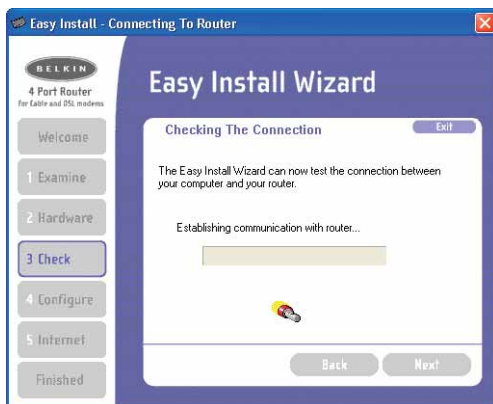 Easy Install - Connecting To Router
BELKIN
4 Port Router
for Cable and DSL modems
Welcome
1 Examine
2 Hardware
3 Check
4 Configure
5 Internet
Finished
Easy Install Wizard
Checking The Connection
Exit
The Easy Install Wizard can now test the connection between
your computer and your router.
Establishing communication with router...
Back
Next